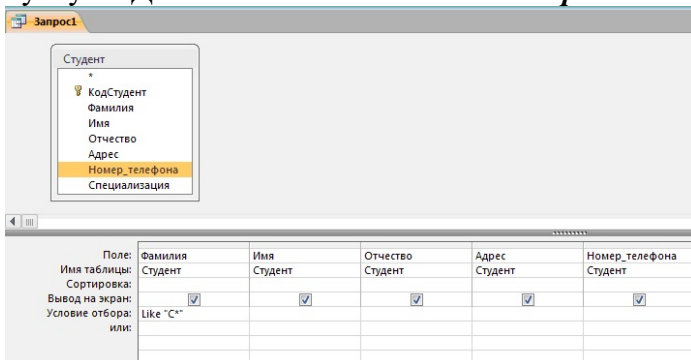 Запрос1
Студент
*
КодСтудент
Фамилия
Имя
Отчество
Адрес
Номер_телефона
Специализация
Поле: Фамилия Имя Отчество Адрес Номер_телефона
Имя таблицы: Студент Студент Студент Студент Студент
Сортировка:
Вывод на экран:
Условие отбора: Like "С*"
или: